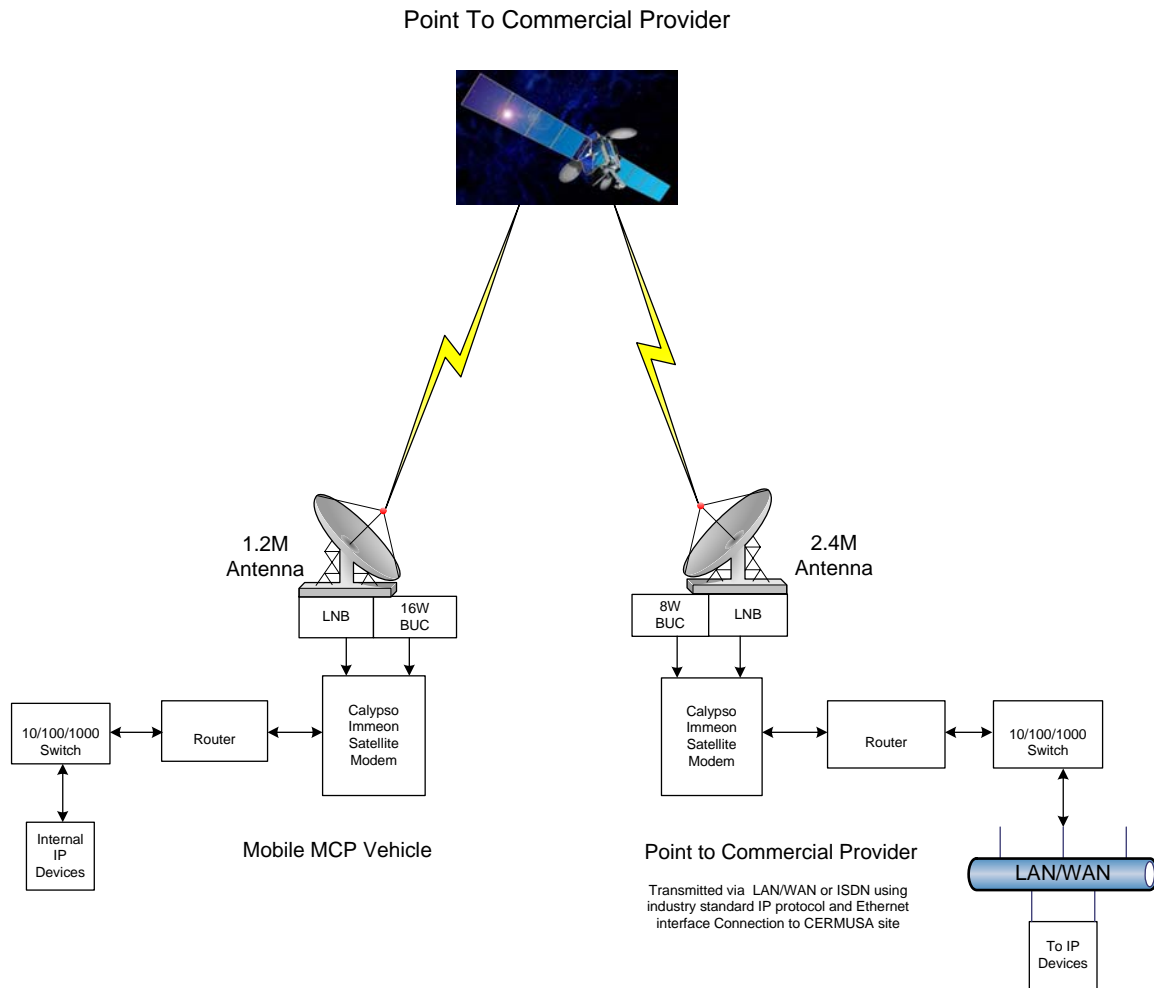 Point To Commercial Provider
1.2M
Antenna
2.4M
Antenna
LNB
16W
BUC
8W
BUC
LNB
10/100/1000
Switch
Router
Calypso
Immeon
Satellite
Modem
Calypso
Immeon
Satellite
Modem
Router
10/100/1000
Switch
Internal
IP
Devices
Mobile MCP Vehicle
Point to Commercial Provider
Transmitted via LAN/WAN or ISDN using
industry standard IP protocol and Ethernet
interface Connection to CERMUSA site
LAN/WAN
To IP
Devices